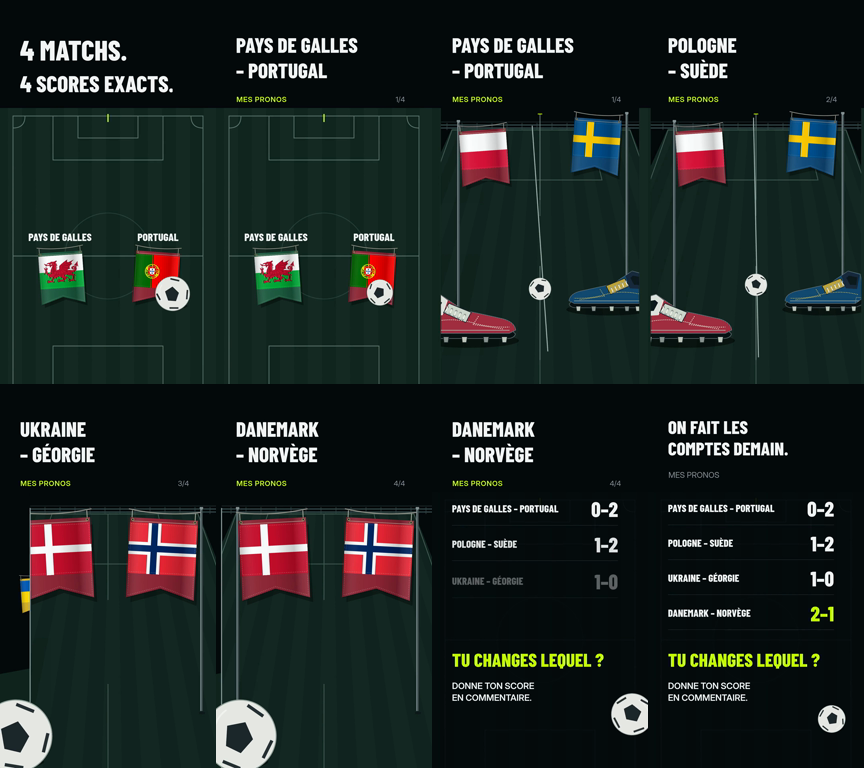 4 MATCHS.
4 SCORES EXACTS.
PAYS DE GALLES
PORTUGAL
PAYS DE GALLES
– PORTUGAL
MES PRONOS
1/4
PAYS DE GALLES
PORTUGAL
PAYS DE GALLES
– PORTUGAL
MES PRONOS
1/4
POLOGNE
– SUÈDE
MES PRONOS
2/4
UKRAINE
– GÉORGIE
MES PRONOS
3/4
DANEMARK
– NORVÈGE
MES PRONOS
4/4
DANEMARK
– NORVÈGE
MES PRONOS
4/4
PAYS DE GALLES – PORTUGAL 0–2
POLOGNE – SUÈDE 1–2
UKRAINE – GÉORGIE 1–0
TU CHANGES LEQUEL ?
DONNE TON SCORE
EN COMMENTAIRE.
ON FAIT LES
COMPTES DEMAIN.
MES PRONOS
PAYS DE GALLES – PORTUGAL 0–2
POLOGNE – SUÈDE 1–2
UKRAINE – GÉORGIE 1–0
DANEMARK – NORVÈGE 2–1
TU CHANGES LEQUEL ?
DONNE TON SCORE
EN COMMENTAIRE.